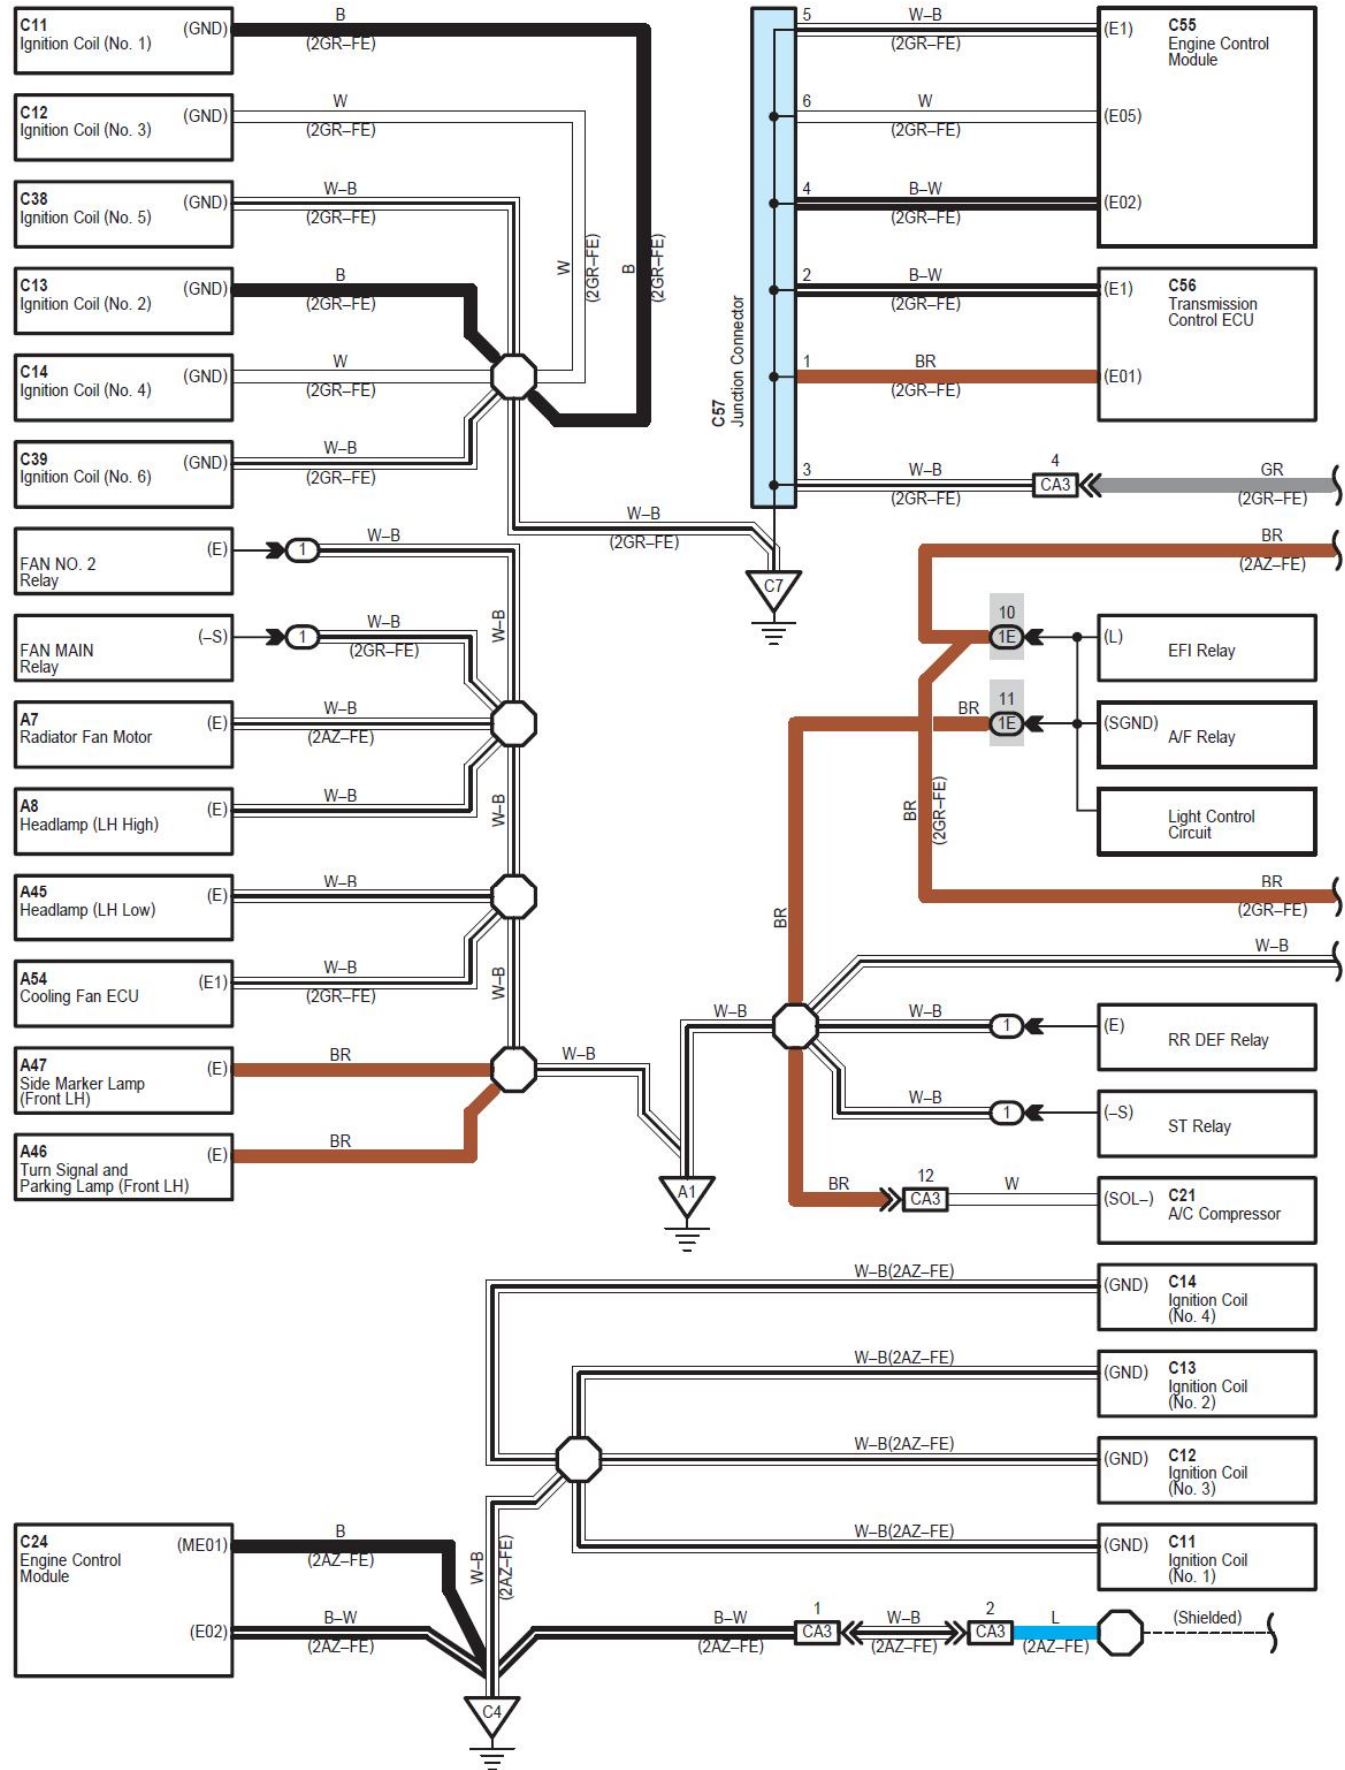 C11
Ignition Coil (No. 1)
(GND)
B
(2GR–FE)
C12
Ignition Coil (No. 3)
(GND)
W
(2GR–FE)
C38
Ignition Coil (No. 5)
(GND)
W–B
(2GR–FE)
C13
Ignition Coil (No. 2)
(GND)
B
(2GR–FE)
C14
Ignition Coil (No. 4)
(GND)
W
(2GR–FE)
C39
Ignition Coil (No. 6)
(GND)
W–B
(2GR–FE)
W
(2GR–FE)
B
(2GR–FE)
W–B
(2GR–FE)
FAN NO. 2
Relay
(E)
1
W–B
FAN MAIN
Relay
(–S)
1
W–B
(2GR–FE)
W–B
A7
Radiator Fan Motor
(E)
W–B
(2AZ–FE)
A8
Headlamp (LH High)
(E)
W–B
W–B
A45
Headlamp (LH Low)
(E)
W–B
A54
Cooling Fan ECU
(E1)
W–B
(2GR–FE)
W–B
A47
Side Marker Lamp
(Front LH)
(E)
BR
W–B
A46
Turn Signal and
Parking Lamp (Front LH)
(E)
BR
A1
C57
Junction Connector
5
W–B
(2GR–FE)
(E1)
C55
Engine Control
Module
6
W
(2GR–FE)
(E05)
4
B–W
(2GR–FE)
(E02)
2
B–W
(2GR–FE)
(E1)
C56
Transmission
Control ECU
1
BR
(2GR–FE)
(E01)
3
W–B
(2GR–FE)
4
CA3
GR
(2GR–FE)
C7
BR
(2AZ–FE)
10
1E
(L)
EFI Relay
11
BR
1E
(SGND)
A/F Relay
BR
(2GR–FE)
Light Control
Circuit
BR
(2GR–FE)
BR
W–B
W–B
W–B
1
(E)
RR DEF Relay
W–B
1
(–S)
ST Relay
BR
12
CA3
W
(SOL–)
C21
A/C Compressor
W–B(2AZ–FE)
(GND)
C14
Ignition Coil
(No. 4)
W–B(2AZ–FE)
(GND)
C13
Ignition Coil
(No. 2)
W–B(2AZ–FE)
(GND)
C12
Ignition Coil
(No. 3)
W–B(2AZ–FE)
(GND)
C11
Ignition Coil
(No. 1)
C24
Engine Control
Module
(ME01)
B
(2AZ–FE)
W–B
(2AZ–FE)
(E02)
B–W
(2AZ–FE)
B–W
(2AZ–FE)
1
CA3
W–B
(2AZ–FE)
2
CA3
L
(2AZ–FE)
(Shielded)
C4